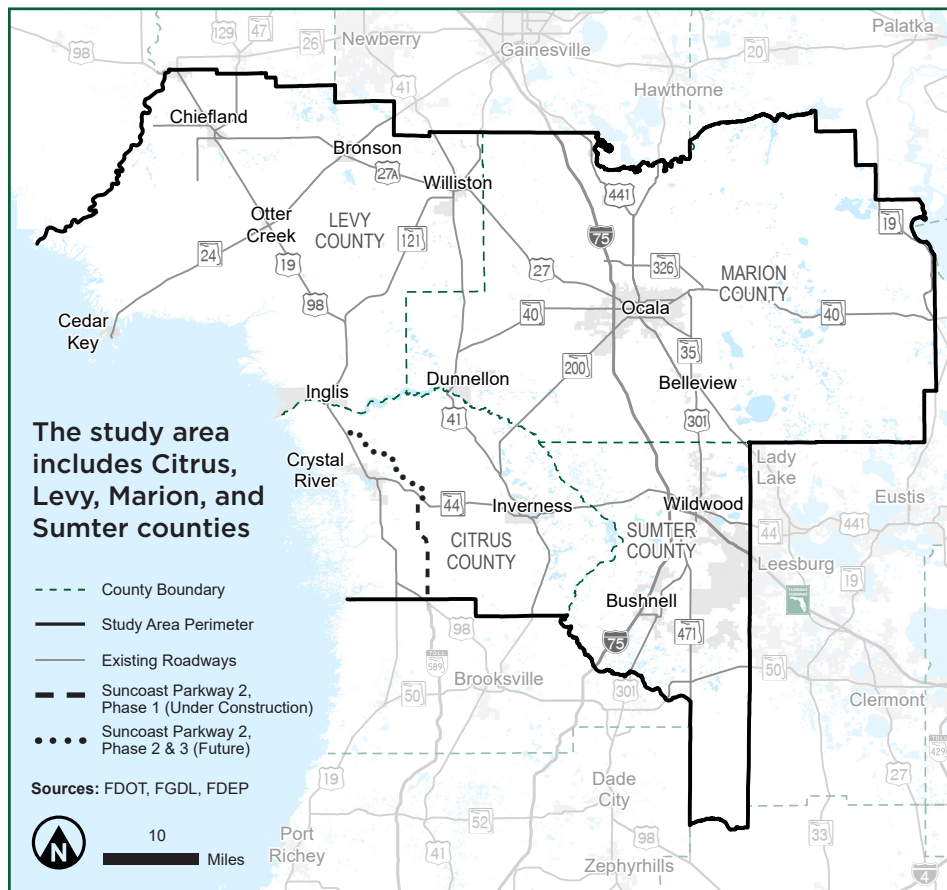 Palatka
129
47
98
26
Newberry
20
Gainesville
41
Hawthorne
Chiefland
Bronson
27A
Williston
441
19
Otter
Creek
LEVY
COUNTY
121
75
24
19
27
326
MARION
COUNTY
98
40
Ocala
40
Cedar
Key
35
200
Inglis
Dunnellon
Belleview
41
301
The study area
includes Citrus,
Levy, Marion, and
Sumter counties
Crystal
River
Lady
Lake
44
Inverness
Wildwood
Eustis
44
441
CITRUS
COUNTY
SUMTER
COUNTY
Leesburg
19
County Boundary
Bushnell
Study Area Perimeter
471
98
75
Existing Roadways
TOLL
589
50
Brooksville
301
50
Clermont
Suncoast Parkway 2,
Phase 1 (Under Construction)
Suncoast Parkway 2,
Phase 2 & 3 (Future)
TOLL
429
Sources: FDOT, FGDL, FDEP
19
Dade
City
27
N
10
Miles
52
33
Port
Richey
41
98
Zephyrhills
4